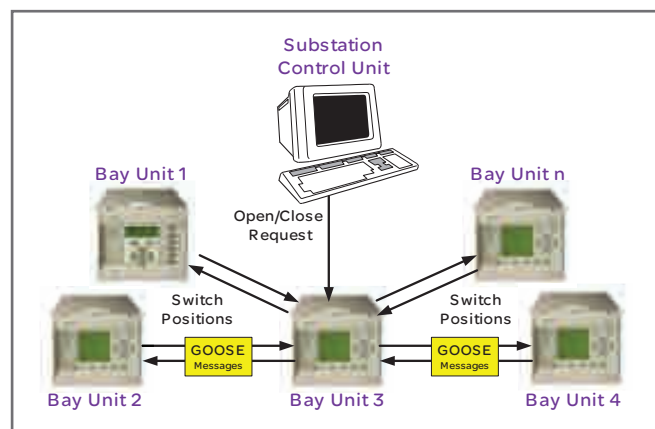 Substation
Control Unit
Bay Unit 1
Bay Unit n
Open/Close
Request
Switch
Positions
Switch
Positions
GOOSE
Messages
GOOSE
Messages
Bay Unit 2
Bay Unit 3
Bay Unit 4